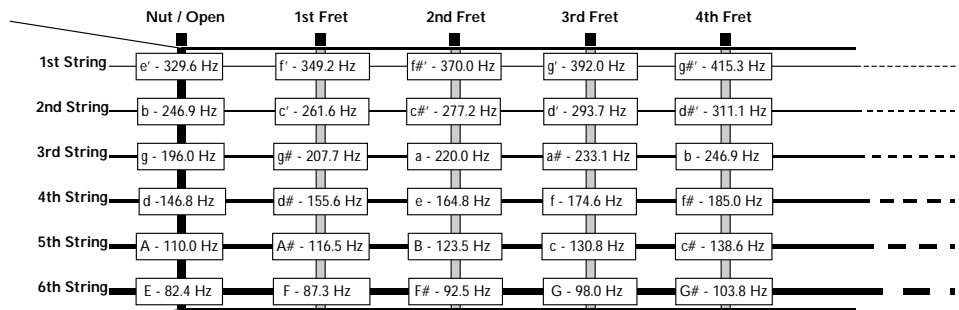 Nut / Open 1st Fret 2nd Fret 3rd Fret 4th Fret
1st String e' - 329.6 Hz f' - 349.2 Hz f#' - 370.0 Hz g' - 392.0 Hz g#' - 415.3 Hz
2nd String b - 246.9 Hz c' - 261.6 Hz c#' - 277.2 Hz d' - 293.7 Hz d#' - 311.1 Hz
3rd String g - 196.0 Hz g# - 207.7 Hz a - 220.0 Hz a# - 233.1 Hz b - 246.9 Hz
4th String d -146.8 Hz d# - 155.6 Hz e - 164.8 Hz f - 174.6 Hz f# - 185.0 Hz
5th String A - 110.0 Hz A# - 116.5 Hz B - 123.5 Hz c - 130.8 Hz c# - 138.6 Hz
6th String E - 82.4 Hz F - 87.3 Hz F# - 92.5 Hz G - 98.0 Hz G# - 103.8 Hz